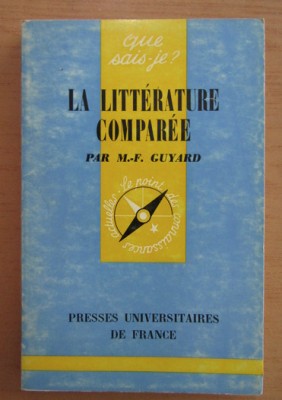 que
sais-je?
LA LITTÉRATURE
COMPARÉE
PAR M.-F. GUYARD
le point des connaissances actuelles
PRESSES UNIVERSITAIRES
DE FRANCE